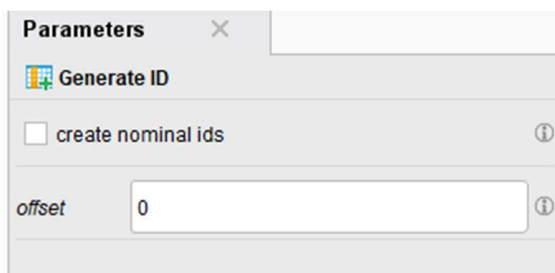 Parameters
Generate ID
create nominal ids
offset 0